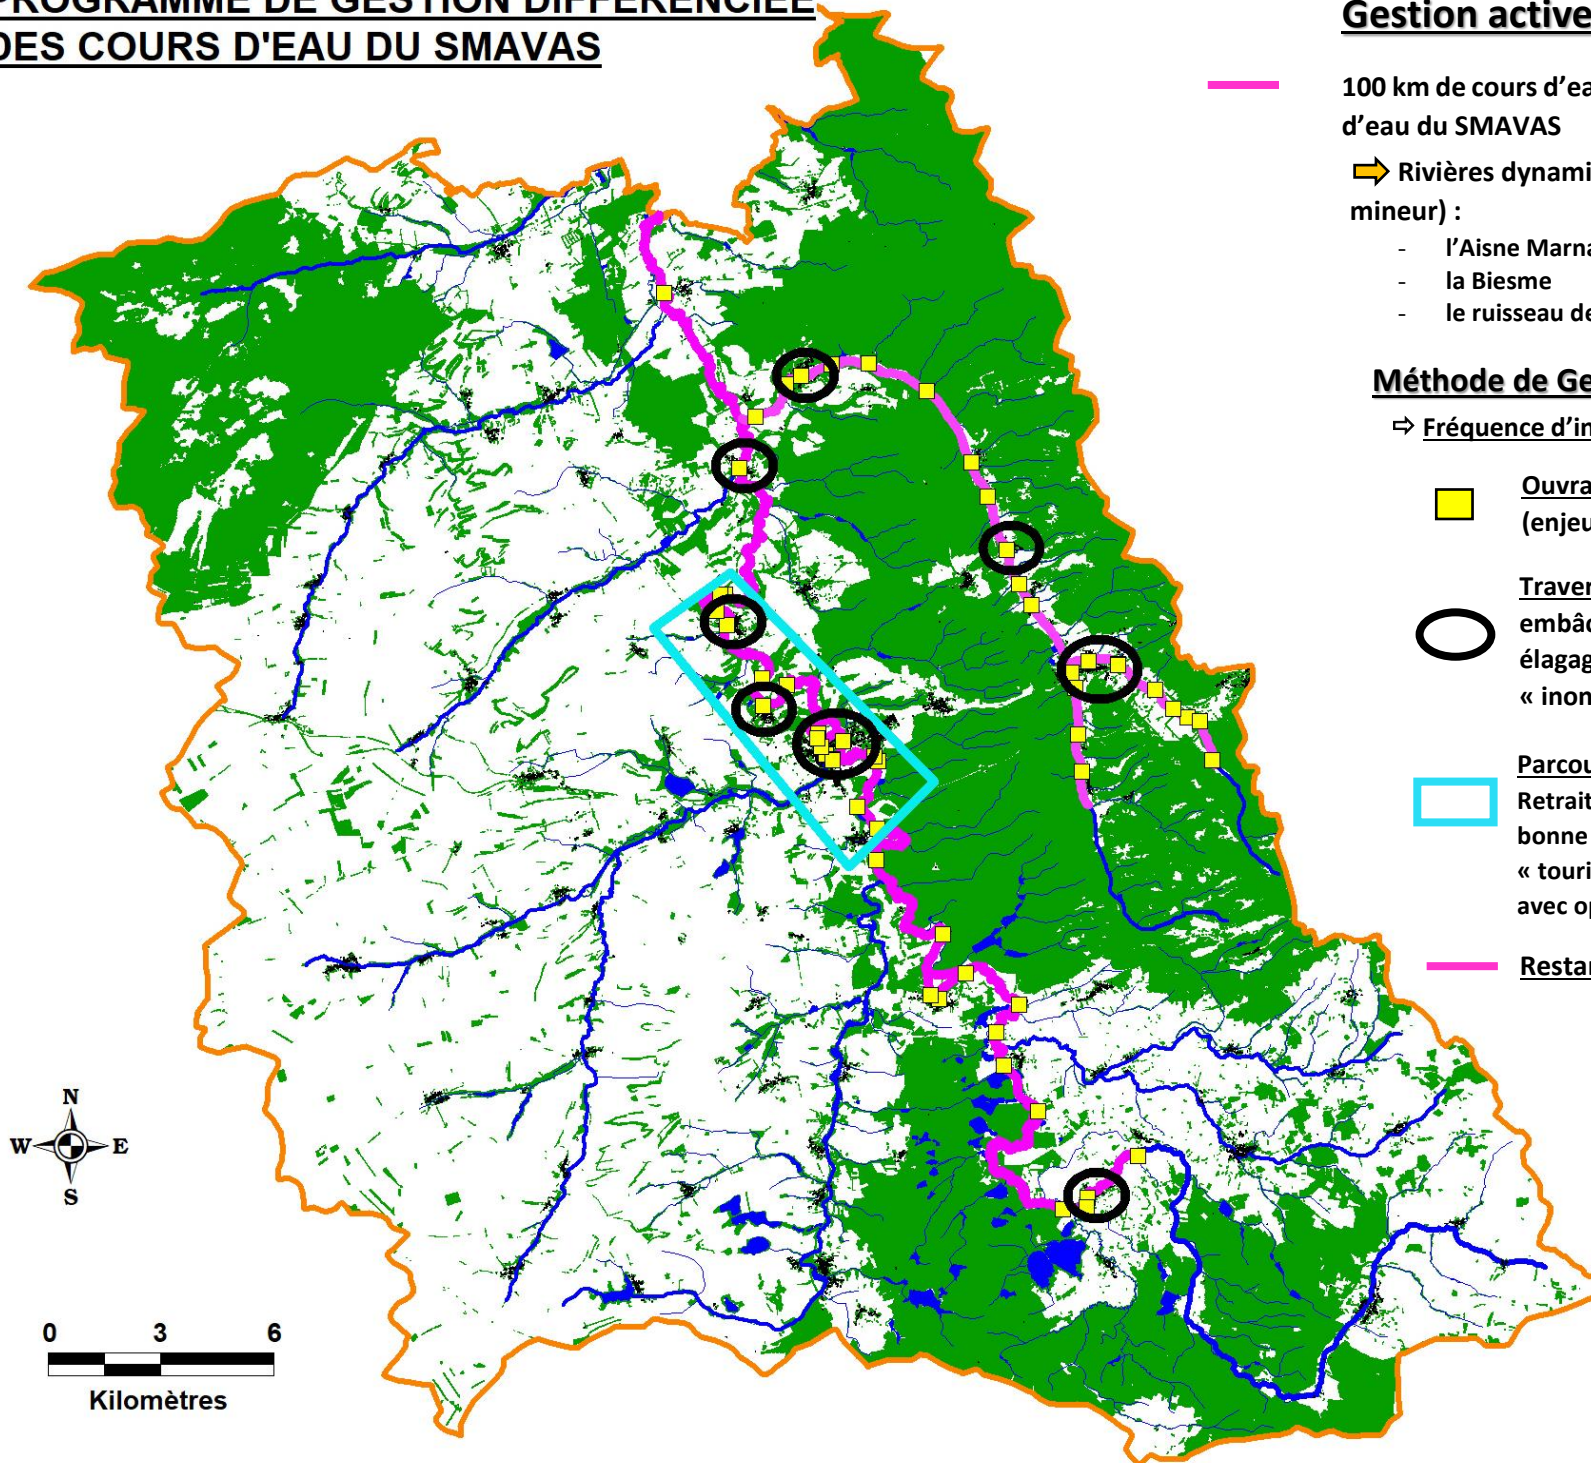 PROGRAMME DE GESTION DIFFÉRENCIÉE
DES COURS D'EAU DU SMAVAS
Gestion active
100 km de cours d'ea
d'eau du SMAVAS
Rivières dynami
mineur) :
- l'Aisne Marna
- la Biesme
- le ruisseau de
Méthode de Ge
⇨ Fréquence d'in
Ouvra
(enjeu
Traver
embâc
élagag
« inon
Parcou
Retrait
bonne
« touri
avec op
Restan
N
W E
S
0 3 6
Kilomètres